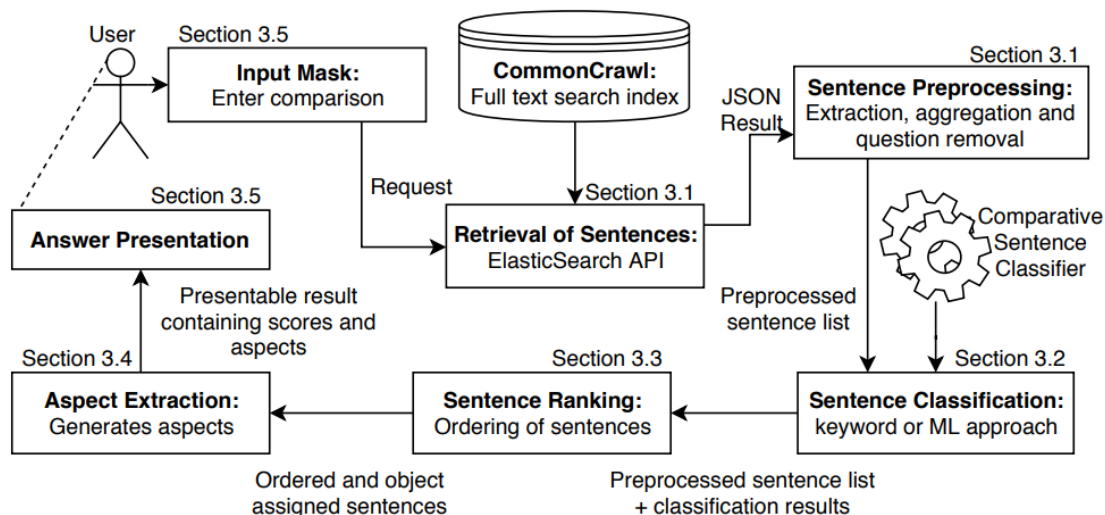 User
Section 3.5
Input Mask:
Enter comparison
CommonCrawl:
Full text search index
JSON
Result
Section 3.1
Sentence Preprocessing:
Extraction, aggregation and
question removal
Request
Section 3.1
Retrieval of Sentences:
ElasticSearch API
Comparative
Sentence
Classifier
Preprocessed
sentence list
Section 3.2
Sentence Classification:
keyword or ML approach
Preprocessed sentence list
+ classification results
Section 3.3
Sentence Ranking:
Ordering of sentences
Ordered and object
assigned sentences
Section 3.4
Aspect Extraction:
Generates aspects
Presentable result
containing scores and
aspects
Section 3.5
Answer Presentation